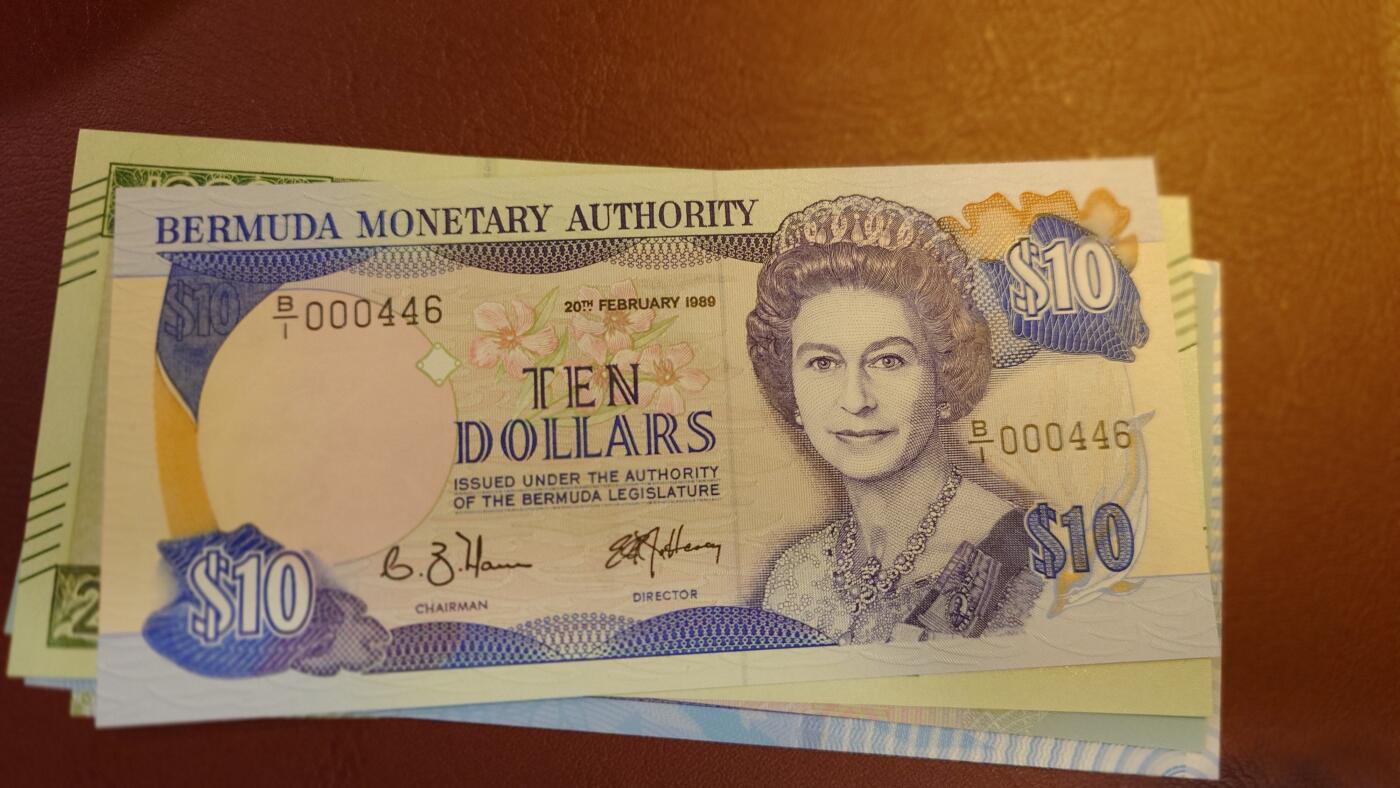 BERMUDA MONETARY AUTHORITY
$10
$10
B/1 000446
20TH FEBRUARY 1989
TEN
DOLLARS
B/1 000446
ISSUED UNDER THE AUTHORITY
OF THE BERMUDA LEGISLATURE
$10
$10
CHAIRMAN
DIRECTOR
2